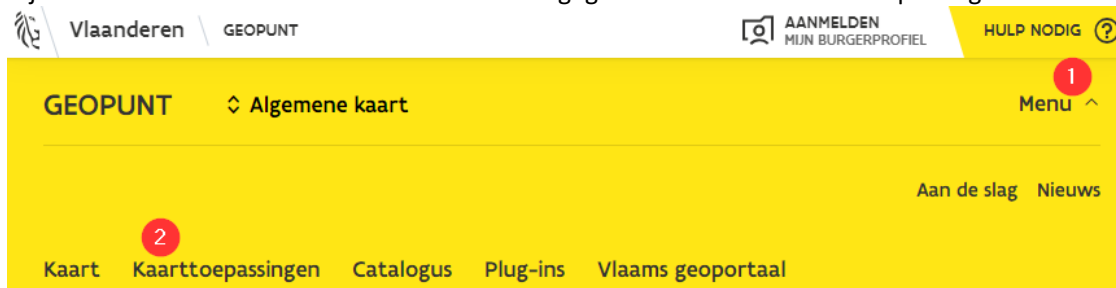 Vlaanderen GEOPUNT AANMELDEN HULP NODIG ?
MIJN BURGERPROFIEL
1
GEOPUNT Algemene kaart Menu
Aan de slag Nieuws
2
Kaart Kaarttoepassingen Catalogus Plug-ins Vlaams geoportaal